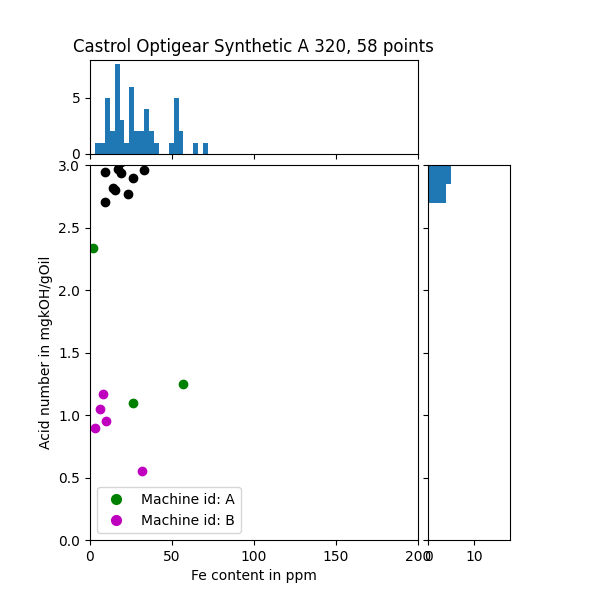 Castrol Optigear Synthetic A 320, 58 points
5
0
3.0
2.5
2.0
1.5
1.0
0.5
0.0
Acid number in mgkOH/gOil
Machine id: A
Machine id: B
0 50 100 150 200 0 10
Fe content in ppm